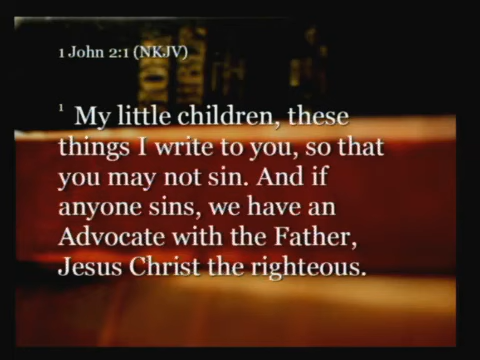 1 John 2:1 (NKJV)
1 My little children, these
things I write to you, so that
you may not sin. And if
anyone sins, we have an
Advocate with the Father,
Jesus Christ the righteous.